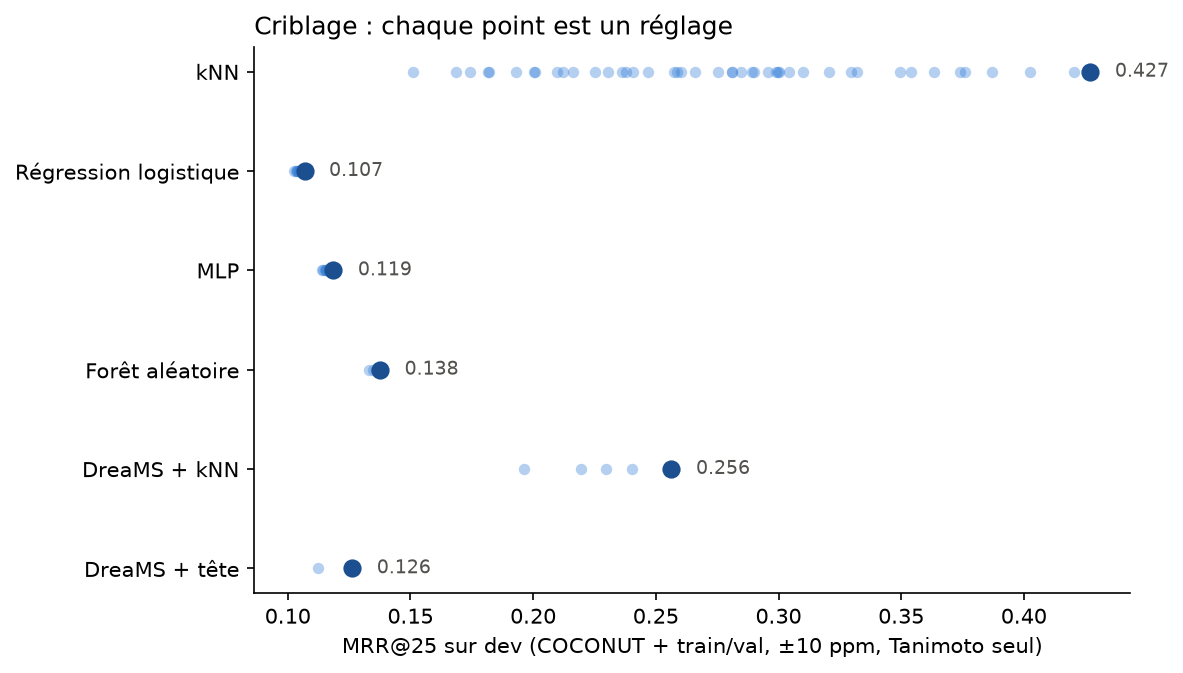 Criblage : chaque point est un réglage
kNN
0.427
Régression logistique
0.107
MLP
0.119
Forêt aléatoire
0.138
DreaMS + kNN
0.256
DreaMS + tête
0.126
0.10 0.15 0.20 0.25 0.30 0.35 0.40
MRR@25 sur dev (COCONUT + train/val, ±10 ppm, Tanimoto seul)